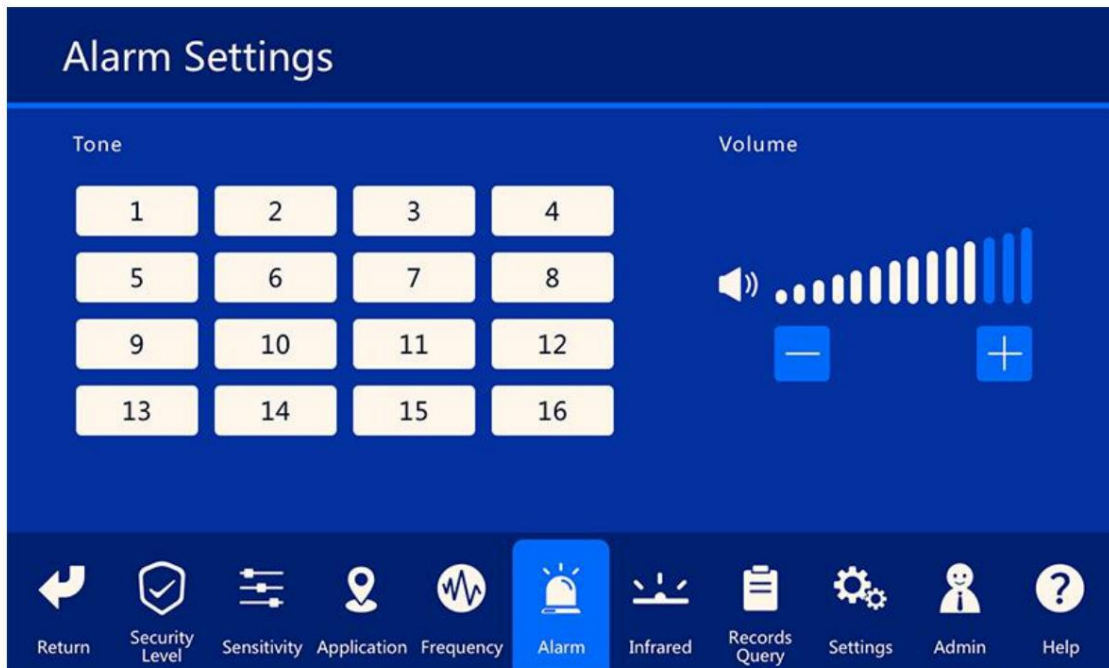 Alarm Settings
Tone
Volume
1 2 3 4
5 6 7 8
9 10 11 12
13 14 15 16
Return
Security
Level
Sensitivity
Application
Frequency
Alarm
Infrared
Records
Query
Settings
Admin
Help